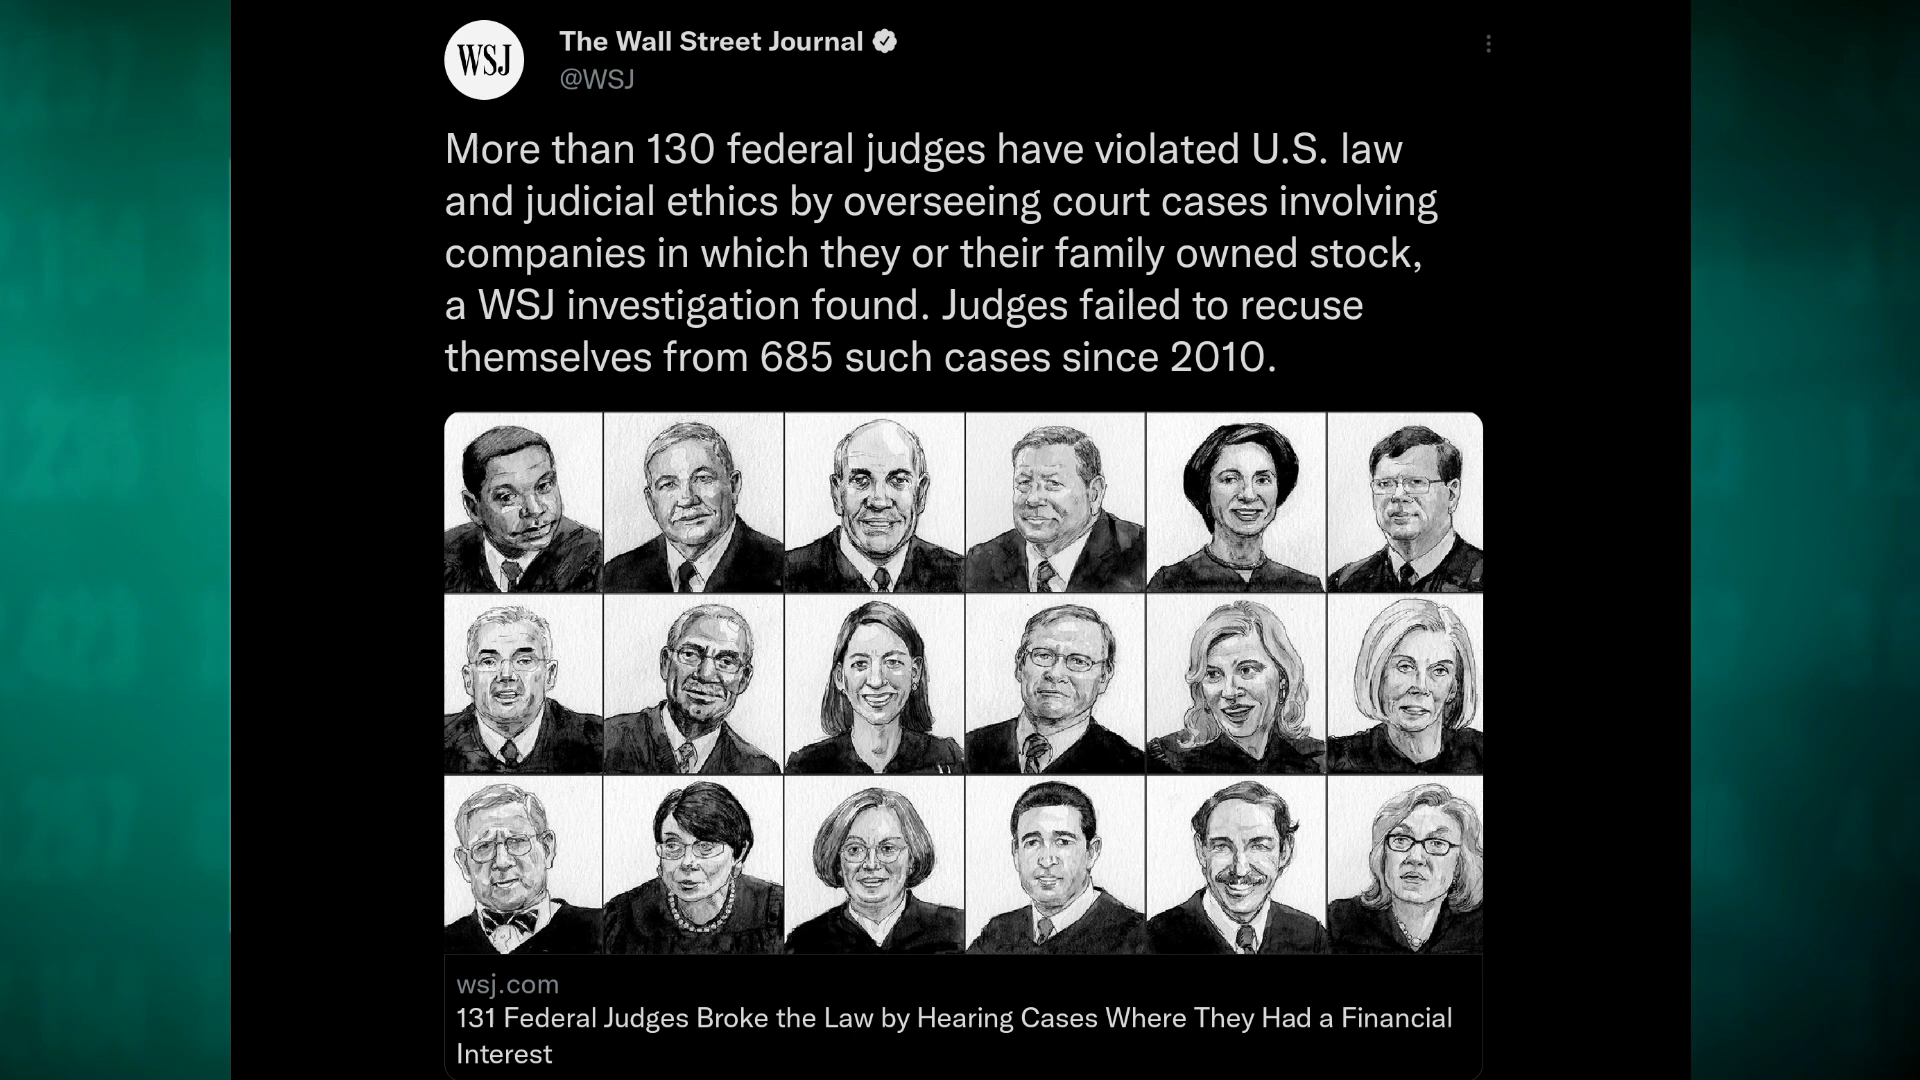 WSJ
The Wall Street Journal
@WSJ
More than 130 federal judges have violated U.S. law
and judicial ethics by overseeing court cases involving
companies in which they or their family owned stock,
a WSJ investigation found. Judges failed to recuse
themselves from 685 such cases since 2010.
wsj.com
131 Federal Judges Broke the Law by Hearing Cases Where They Had a Financial
Interest